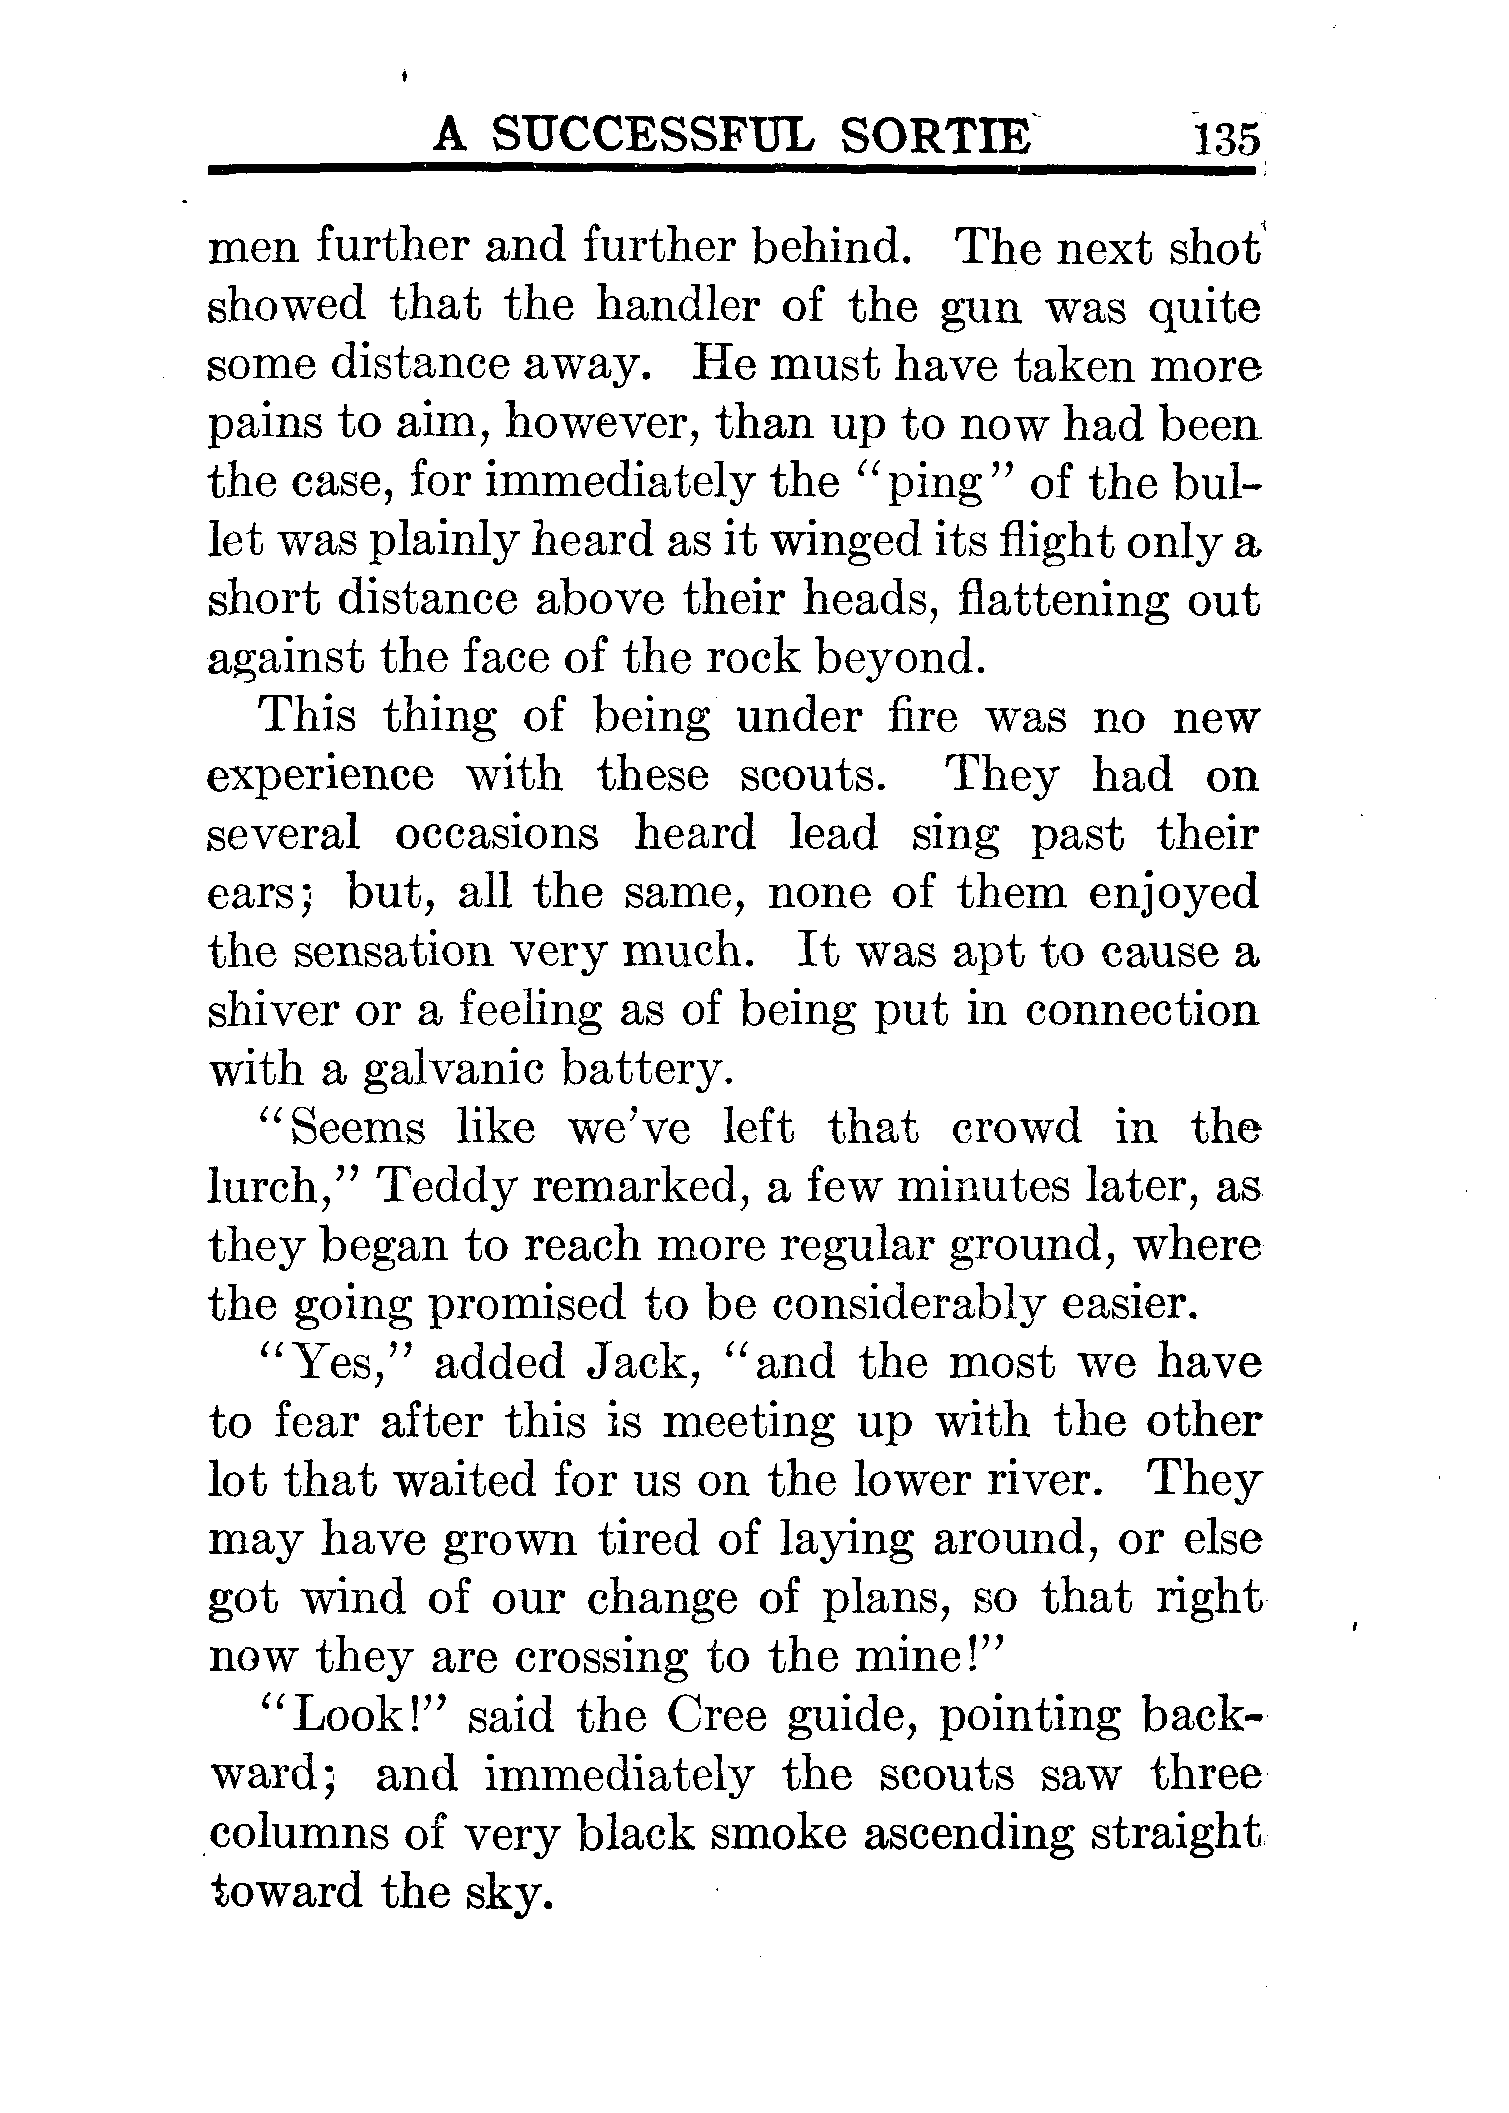 A SUCCESSFUL SORTIE 135
men further and further behind. The next shot
showed that the handler of the gun was quite
some distance away. He must have taken more
pains to aim, however, than up to now had been
the case, for immediately the “ping” of the bul-
let was plainly heard as it winged its flight only a
short distance above their heads, flattening out
against the face of the rock beyond.
This thing of being under fire was no new
experience with these scouts. They had on
several occasions heard lead sing past their
ears; but, all the same, none of them enjoyed
the sensation very much. It was apt to cause a
shiver or a feeling as of being put in connection
with a galvanic battery.
“Seems like we’ve left that crowd in the
lurch,” Teddy remarked, a few minutes later, as
they began to reach more regular ground, where
the going promised to be considerably easier.
“Yes,” added Jack, “and the most we have
to fear after this is meeting up with the other
lot that waited for us on the lower river. They
may have grown tired of laying around, or else
got wind of our change of plans, so that right
now they are crossing to the mine!”
“Look!” said the Cree guide, pointing back-
ward; and immediately the scouts saw three
columns of very black smoke ascending straight
toward the sky.